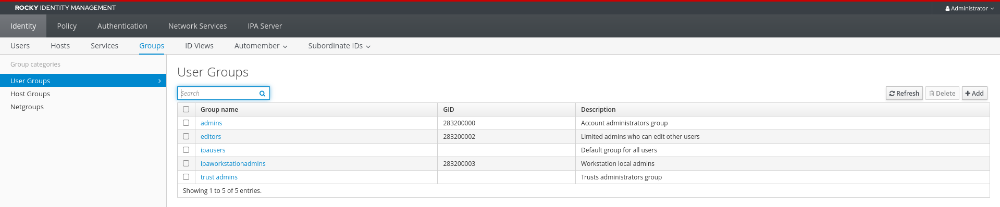 ROCKY IDENTITY MANAGEMENT
Administrator
Identity Policy Authentication Network Services IPA Server
Users Hosts Services Groups ID Views Automember Subordinate IDs
Group categories
User Groups
Host Groups
Netgroups
User Groups
Search
Refresh Delete Add
Group name GID Description
admins 283200000 Account administrators group
editors 283200002 Limited admins who can edit other users
ipausers Default group for all users
ipaworkstationadmins 283200003 Workstation local admins
trust admins Trusts administrators group
Showing 1 to 5 of 5 entries.